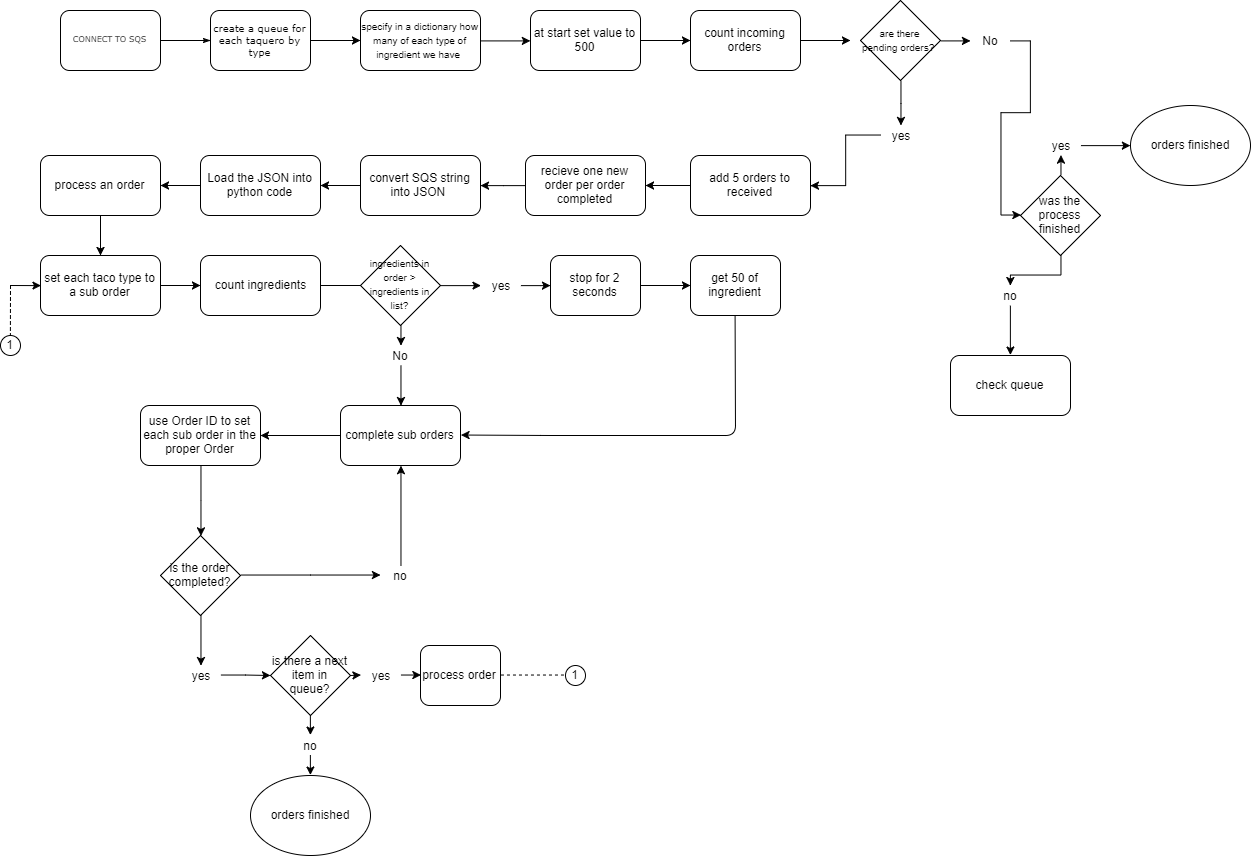 CONNECT TO SQS
create a queue for
each taquero by
type
specify in a dictionary how
many of each type of
ingredient we have
at start set value to
500
count incoming
orders
are there
pending orders?
No
yes
orders finished
yes
was the
process
finished
no
check queue
add 5 orders to
received
recieve one new
order per order
completed
convert SQS string
into JSON
Load the JSON into
python code
process an order
set each taco type to
a sub order
1
count ingredients
ingredients in
order >
ingredients in
list?
yes
stop for 2
seconds
get 50 of
ingredient
No
complete sub orders
use Order ID to set
each sub order in the
proper Order
is the order
completed?
no
yes
is there a next
item in
queue?
yes
process order
1
no
orders finished